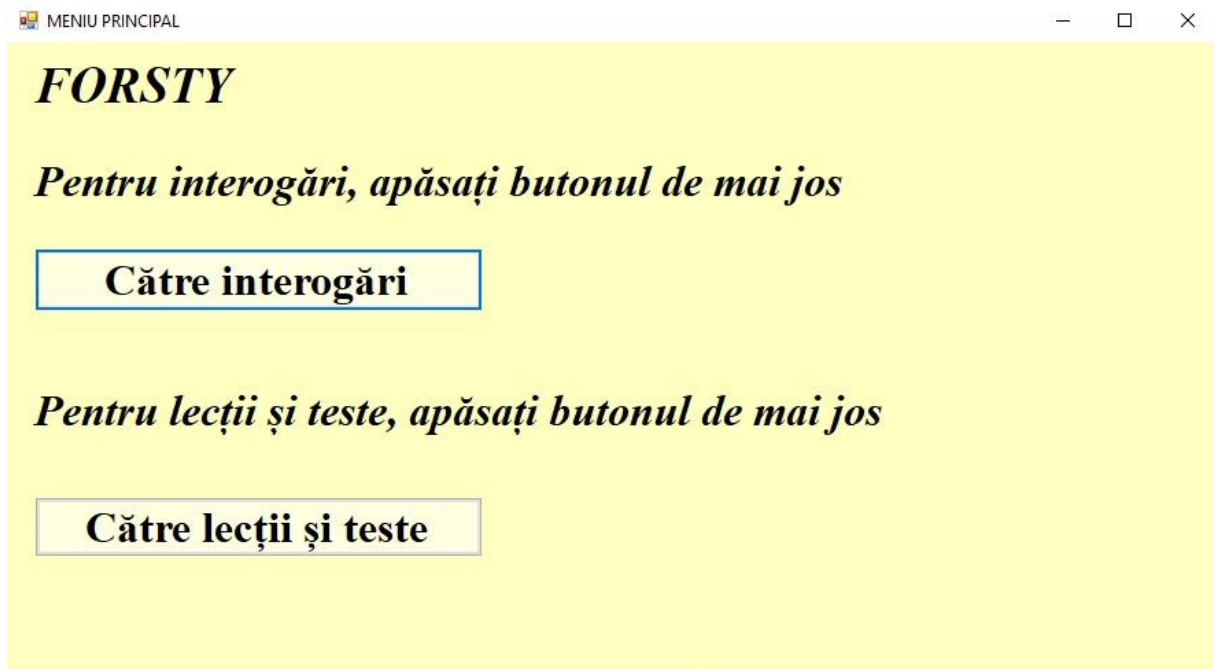 MENIU PRINCIPAL
FORSTY
Pentru interogări, apăsați butonul de mai jos
Către interogări
Pentru lecții și teste, apăsați butonul de mai jos
Către lecții și teste